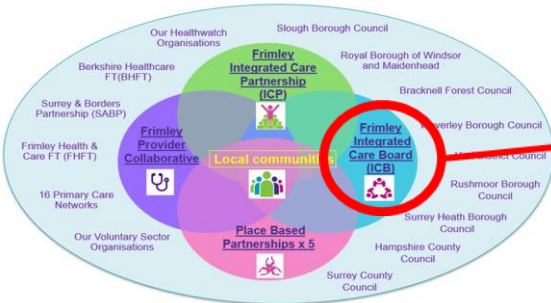 Our Healthwatch
Organisations
Slough Borough Council
Berkshire Healthcare
FT(BHFT)
Frimley
Integrated Care
Partnership
(ICP)
Royal Borough of Windsor
and Maidenhead
Surrey & Borders
Partnership (SABP)
Bracknell Forest Council
Frimley Health &
Care FT (FHFT)
Frimley
Provider
Collaborative
Local communities
Frimley
Integrated
Care Board
(ICB)
Borough Council
Council
16 Primary Care
Networks
Rushmoor Borough
Council
Our Voluntary Sector
Organisations
Place Based
Partnerships x 5
Surrey Heath Borough
Council
Hampshire County
Council
Surrey County
Council